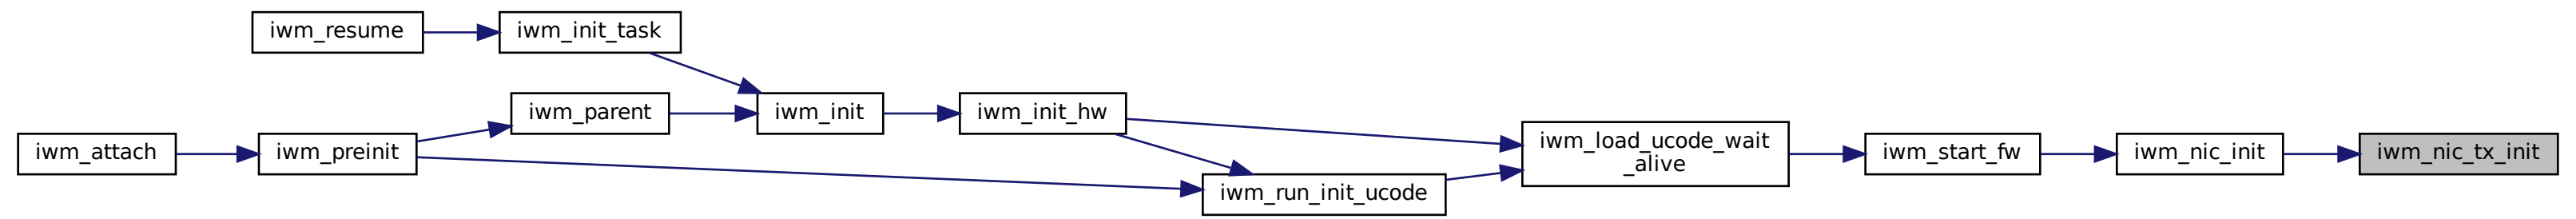 iwm_resume
iwm_init_task
iwm_parent
iwm_init
iwm_init_hw
iwm_attach
iwm_preinit
iwm_load_ucode_wait
_alive
iwm_start_fw
iwm_nic_init
iwm_nic_tx_init
iwm_run_init_ucode